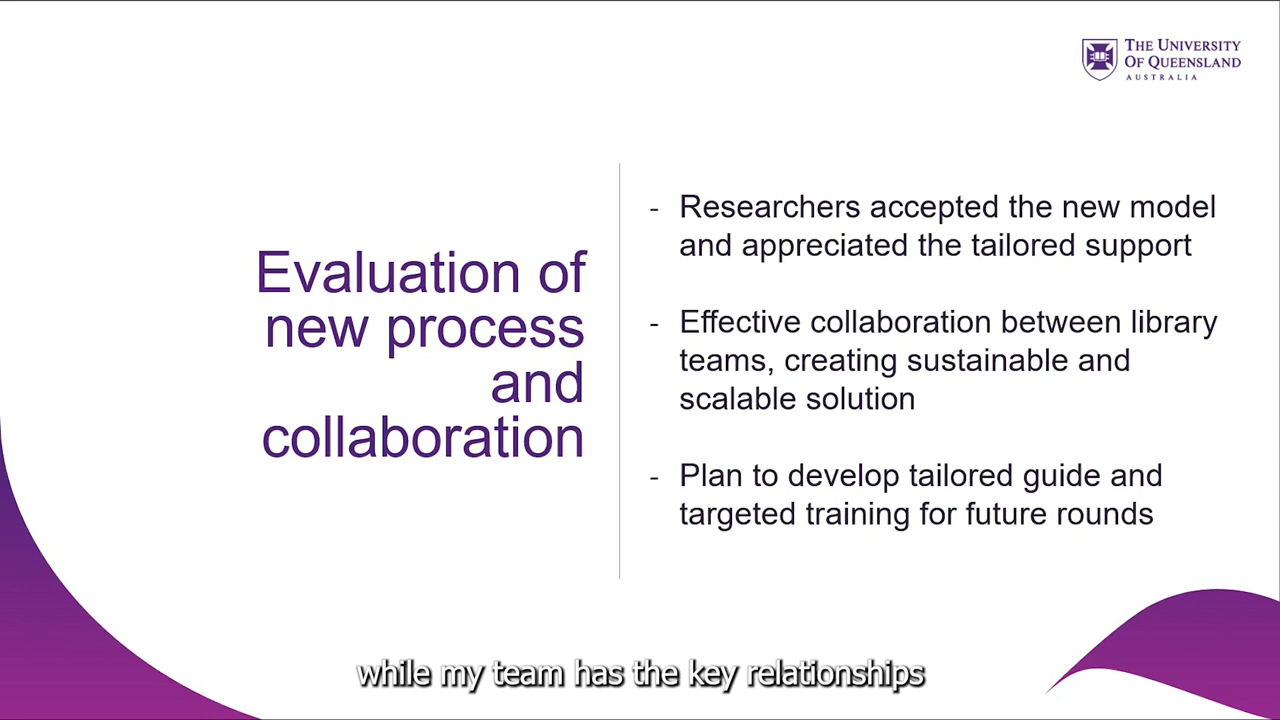 THE UNIVERSITY
OF QUEENSLAND
AUSTRALIA
Evaluation of
new process
and
collaboration
- Researchers accepted the new model
and appreciated the tailored support
- Effective collaboration between library
teams, creating sustainable and
scalable solution
- Plan to develop tailored guide and
targeted training for future rounds
while my team has the key relationships